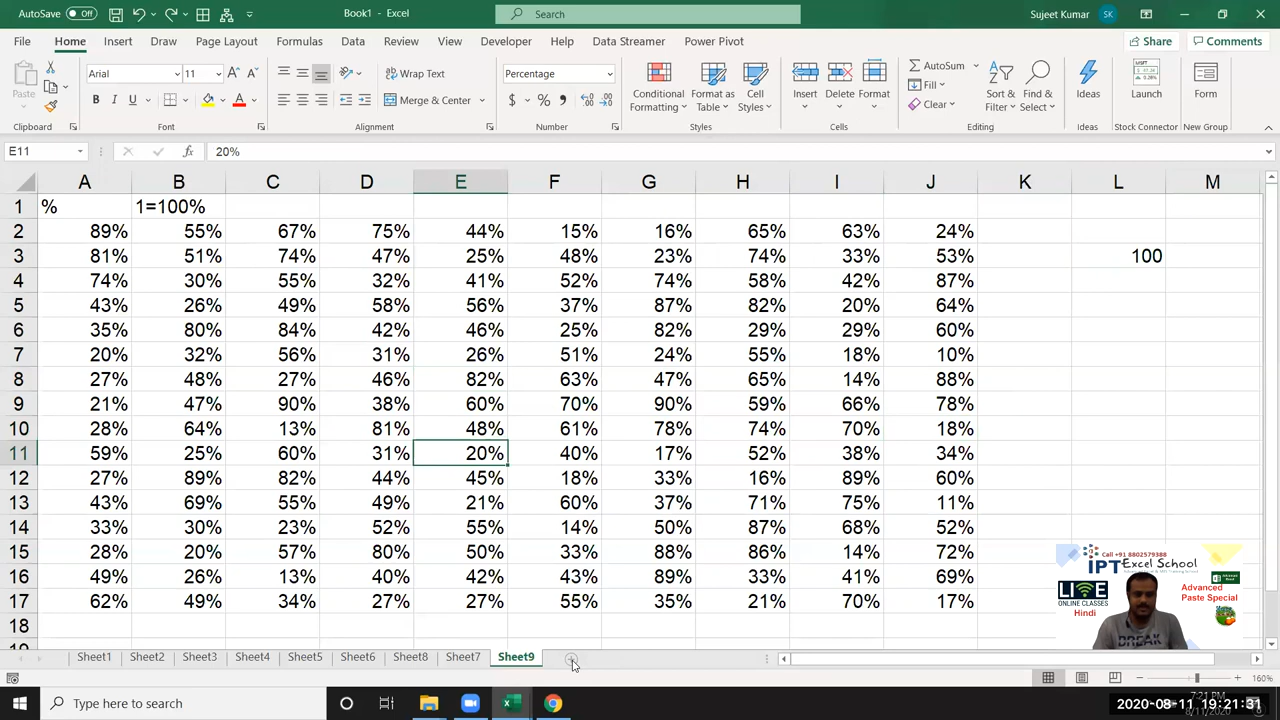 AutoSave Off Book1 - Excel Search Sujeet Kumar SK
File Home Insert Draw Page Layout Formulas Data Review View Developer Help Data Streamer Power Pivot Share Comments
Paste Arial 11 Wrap Text Percentage Conditional Formatting Format as Table Cell Styles Insert Delete Format AutoSum Sort & Filter Find & Select Ideas Launch Form
B I U Merge & Center $ % Fill
Clear
Clipboard Font Alignment Number Styles Cells Editing Ideas Stock Connector New Group
E11 fx 20%
A B C D E F G H I J K L M
1 % 1=100%
2 89% 55% 67% 75% 44% 15% 16% 65% 63% 24%
3 81% 51% 74% 47% 25% 48% 23% 74% 33% 53% 100
4 74% 30% 55% 32% 41% 52% 74% 58% 42% 87%
5 43% 26% 49% 58% 56% 37% 87% 82% 20% 64%
6 35% 80% 84% 42% 46% 25% 82% 29% 29% 60%
7 20% 32% 56% 31% 26% 51% 24% 55% 18% 10%
8 27% 48% 27% 46% 82% 63% 47% 65% 14% 88%
9 21% 47% 90% 38% 60% 70% 90% 59% 66% 78%
10 28% 64% 13% 81% 48% 61% 78% 74% 70% 18%
11 59% 25% 60% 31% 20% 40% 17% 52% 38% 34%
12 27% 89% 82% 44% 45% 18% 33% 16% 89% 60%
13 43% 69% 55% 49% 21% 60% 37% 71% 75% 11%
14 33% 30% 23% 52% 55% 14% 50% 87% 68% 52%
15 28% 20% 57% 80% 50% 33% 88% 86% 14% 72%
16 49% 26% 13% 40% 42% 43% 89% 33% 41% 69%
17 62% 49% 34% 27% 27% 55% 35% 21% 70% 17%
18
Call +91 8802579388
IPT Excel School
LIVE
ONLINE CLASSES
Hindi
Advanced
Paste Special
BREAK
Sheet1 Sheet2 Sheet3 Sheet4 Sheet5 Sheet6 Sheet8 Sheet7 Sheet9
160%
Type here to search
7:21 PM
2020-08-11 19:21:31
8/11/2020